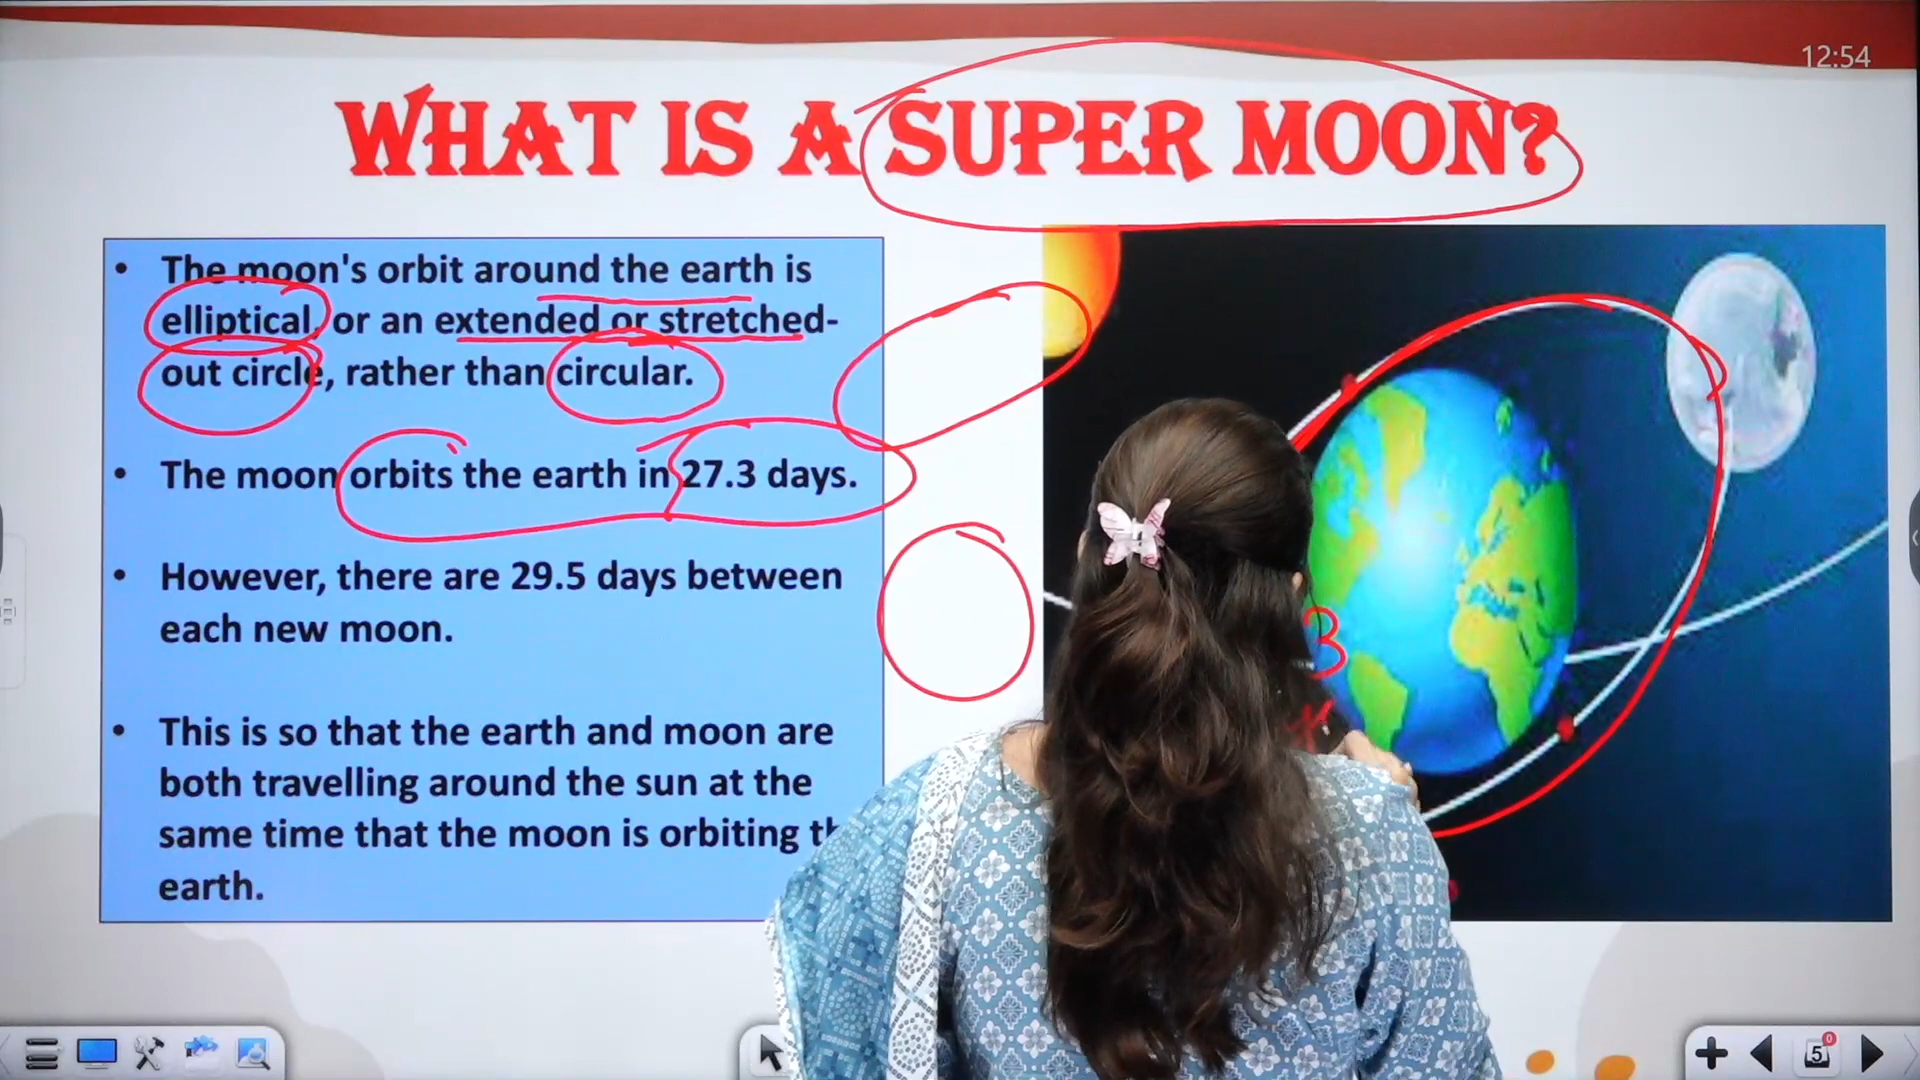 12:54
WHAT IS A SUPER MOON?
• The moon's orbit around the earth is
elliptical, or an extended or stretched-
out circle, rather than circular.
• The moon orbits the earth in 27.3 days.
• However, there are 29.5 days between
each new moon.
• This is so that the earth and moon are
both travelling around the sun at the
same time that the moon is orbiting
earth.
3
5
0